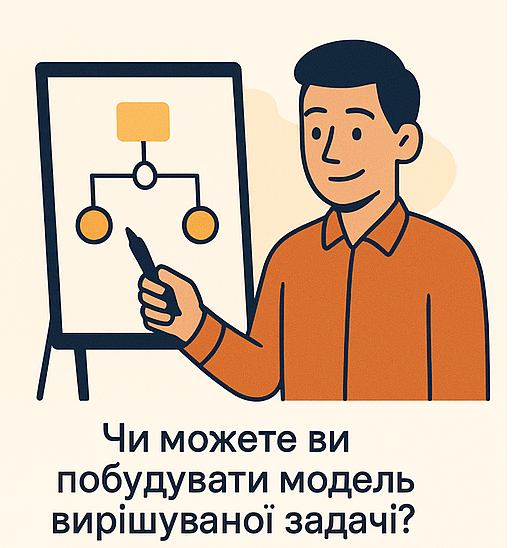 Чи можете ви
побудувати модель
вирішуваної задачі?